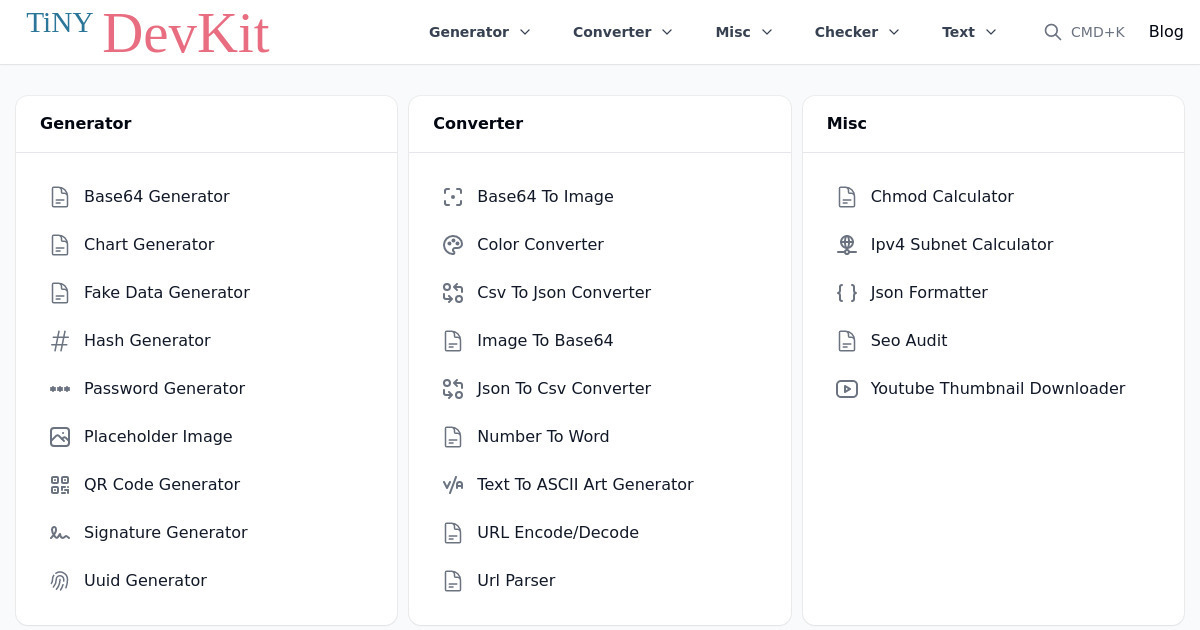 TiNY DevKit
Generator Converter Misc Checker Text CMD+K Blog
Generator
Base64 Generator
Chart Generator
Fake Data Generator
Hash Generator
Password Generator
Placeholder Image
QR Code Generator
Signature Generator
Uuid Generator
Converter
Base64 To Image
Color Converter
Csv To Json Converter
Image To Base64
Json To Csv Converter
Number To Word
Text To ASCII Art Generator
URL Encode/Decode
Url Parser
Misc
Chmod Calculator
Ipv4 Subnet Calculator
Json Formatter
Seo Audit
Youtube Thumbnail Downloader